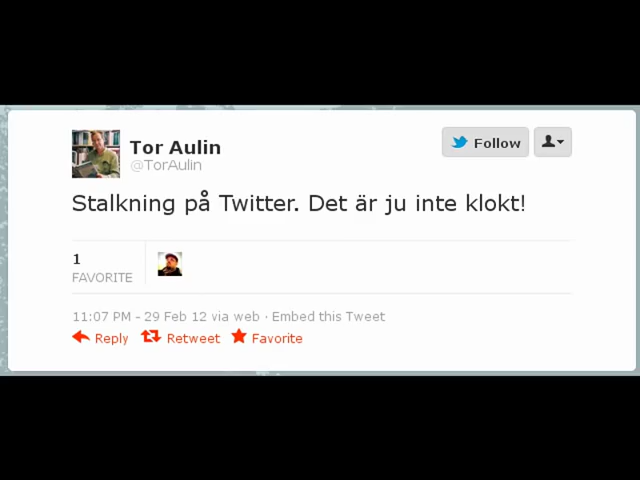 Tor Aulin
@TorAulin
Follow
Stalkning på Twitter. Det är ju inte klokt!
1
FAVORITE
11:07 PM - 29 Feb 12 via web · Embed this Tweet
Reply Retweet Favorite